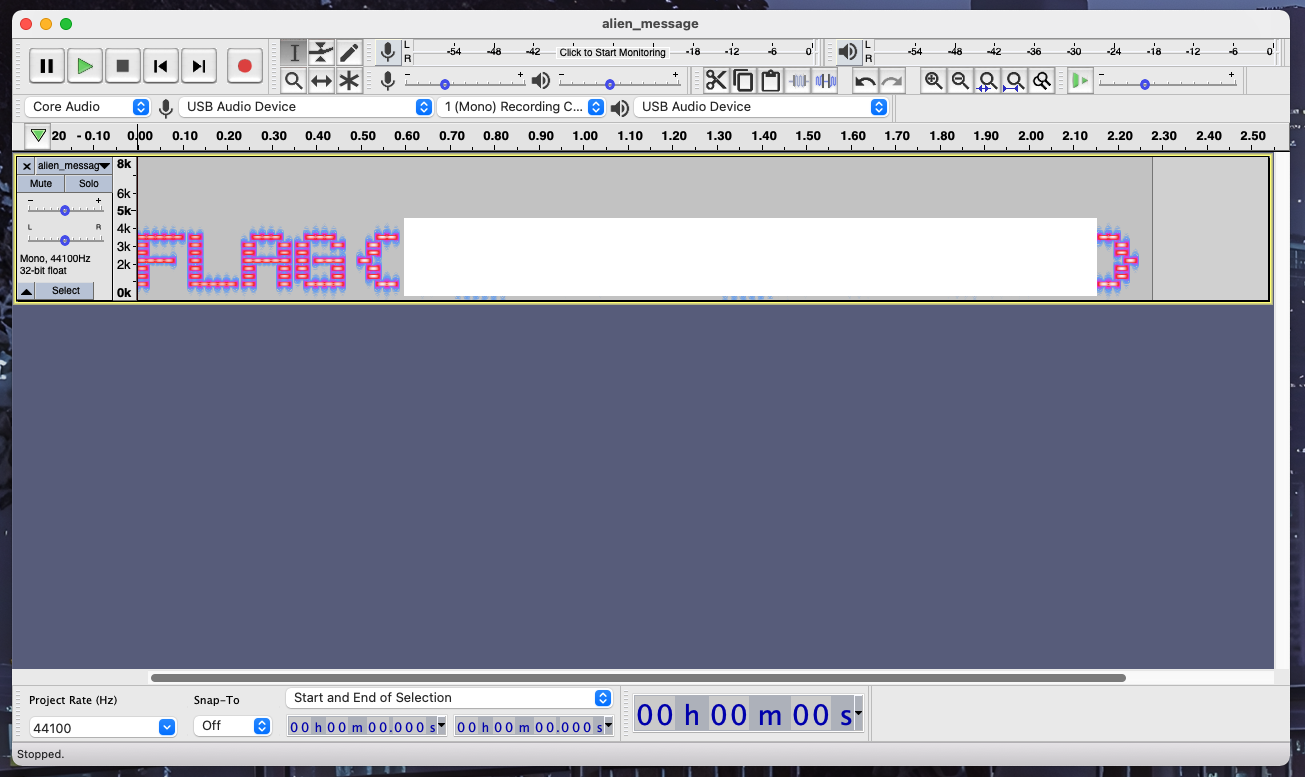 alien_message
L
R
-54 -48 -42 Click to Start Monitoring -18 -12 -6 0
L
R
-54 -48 -42 -36 -30 -24 -18 -12 -6 0
- +
- +
- +
Core Audio
USB Audio Device
1 (Mono) Recording C...
USB Audio Device
20 - 0.10 0.00 0.10 0.20 0.30 0.40 0.50 0.60 0.70 0.80 0.90 1.00 1.10 1.20 1.30 1.40 1.50 1.60 1.70 1.80 1.90 2.00 2.10 2.20 2.30 2.40 2.50
alien_messag
Mute Solo
- +
L R
Mono, 44100Hz
32-bit float
Select
8k
6k
5k
4k
3k
2k
0k
FLAG{ }
Project Rate (Hz)
44100
Snap-To
Off
Start and End of Selection
00 h 00 m 00.000 s
00 h 00 m 00.000 s
00 h 00 m 00 s
Stopped.